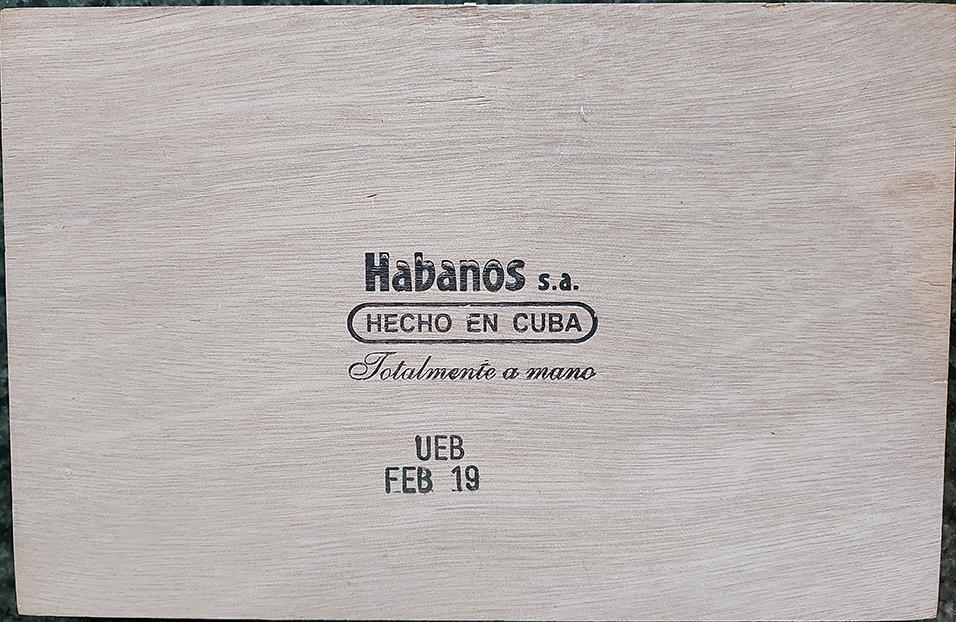 Habanos s.a.
HECHO EN CUBA
Totalmente a mano
UEB
FEB 19